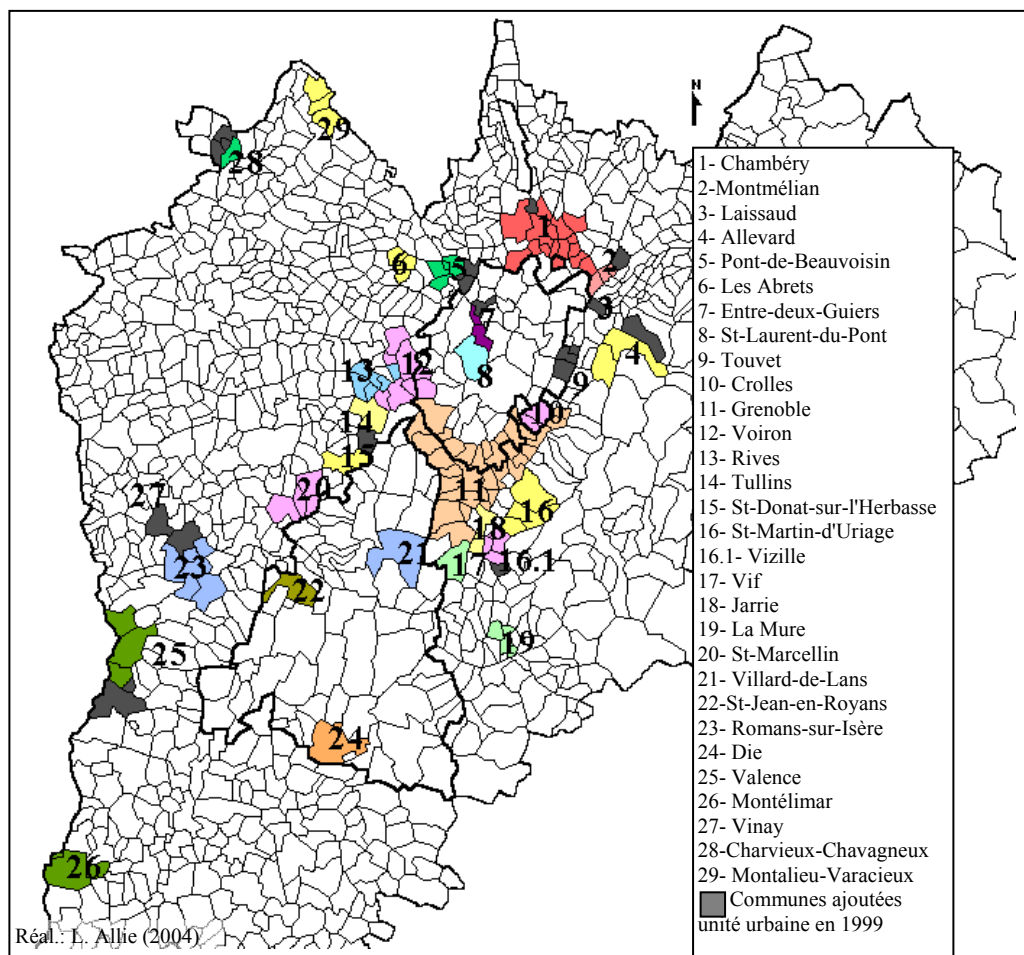 29
28
N
1
2
6
5
3
7
4
12
13
8
9
14
10
15
20
11
16
27
18
21
17
16.1
23
22
19
25
24
26
1- Chambéry
2-Montmélian
3- Laissaud
4- Allevard
5- Pont-de-Beauvoisin
6- Les Abrets
7- Entre-deux-Guiers
8- St-Laurent-du-Pont
9- Touvet
10- Crolles
11- Grenoble
12- Voiron
13- Rives
14- Tullins
15- St-Donat-sur-l'Herbasse
16- St-Martin-d'Uriage
16.1- Vizille
17- Vif
18- Jarrie
19- La Mure
20- St-Marcellin
21- Villard-de-Lans
22-St-Jean-en-Royans
23- Romans-sur-Isère
24- Die
25- Valence
26- Montélimar
27- Vinay
28-Charvieux-Chavagneux
29- Montalieu-Varacieux
Communes ajoutées
unité urbaine en 1999
Réal.: L. Allie (2004)